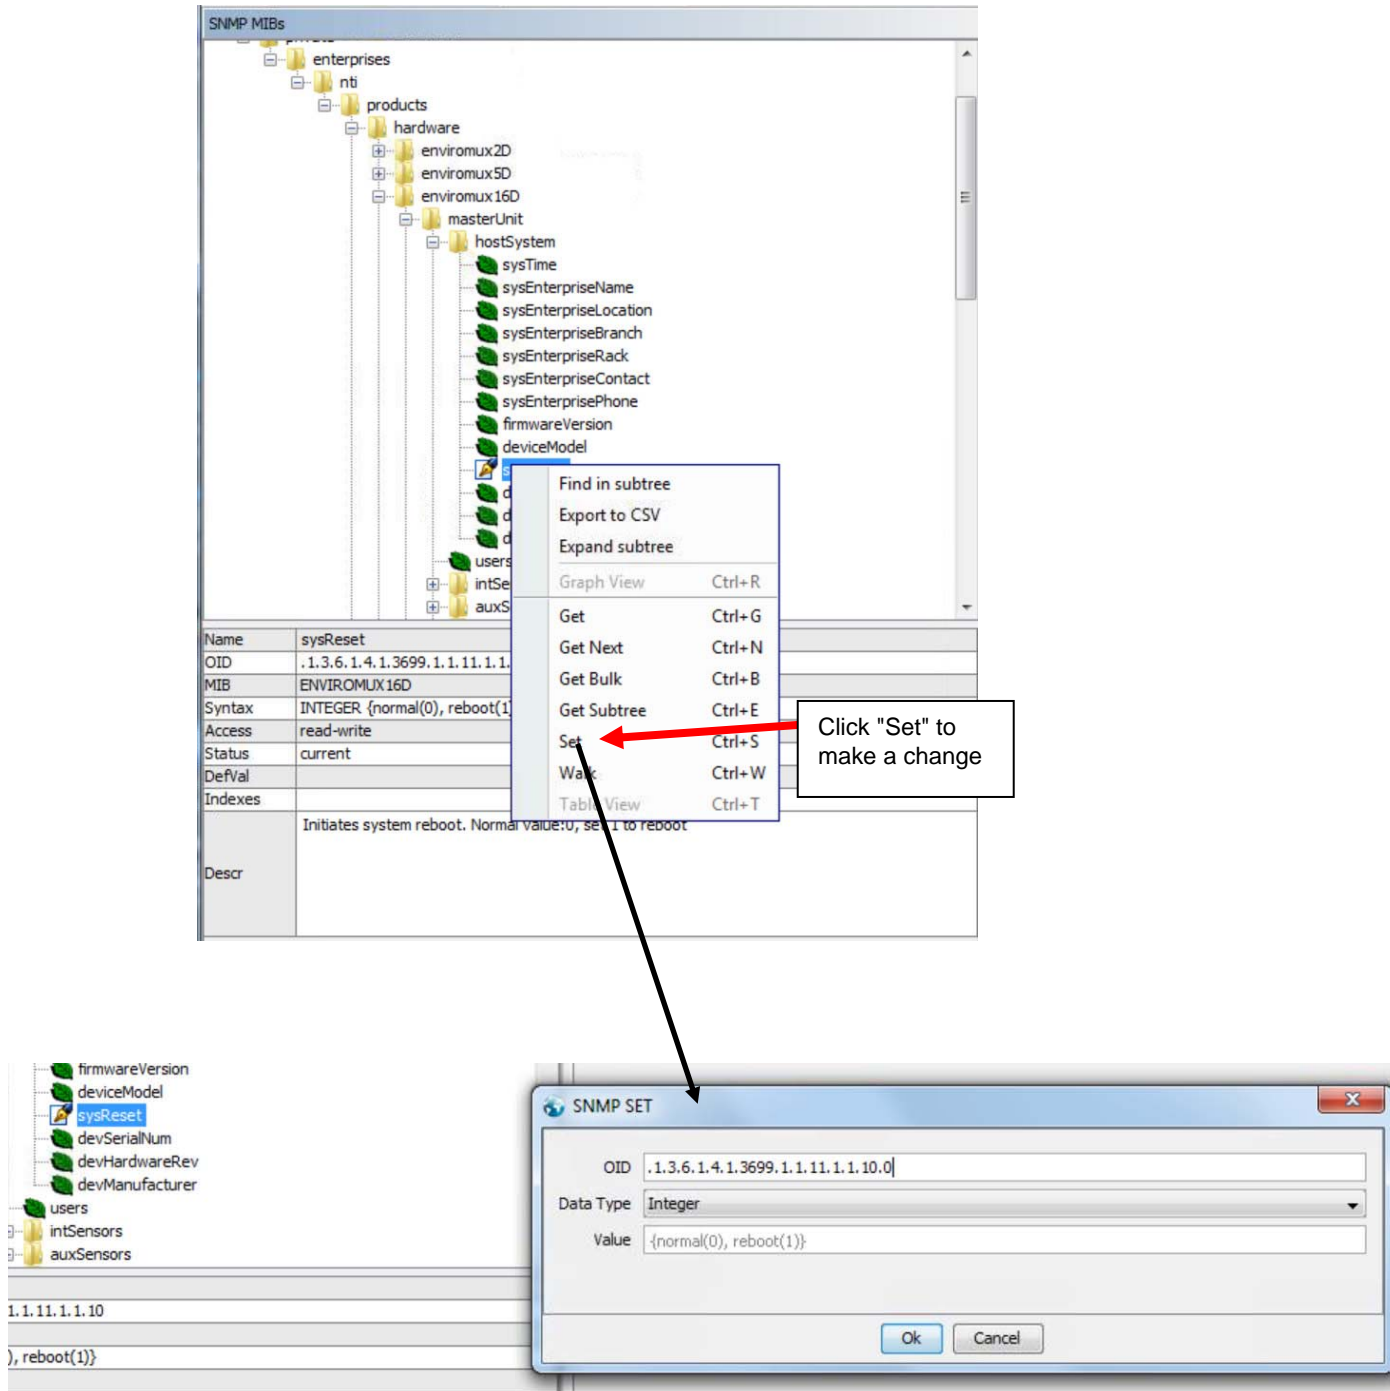 SNMP MIBs
enterprises
nti
products
hardware
enviromux2D
enviromux5D
enviromux16D
masterUnit
hostSystem
sysTime
sysEnterpriseName
sysEnterpriseLocation
sysEnterpriseBranch
sysEnterpriseRack
sysEnterpriseContact
sysEnterprisePhone
firmwareVersion
deviceModel
s
d
d
d
users
intSe
auxS
Find in subtree
Export to CSV
Expand subtree
Graph View Ctrl+R
Get Ctrl+G
Get Next Ctrl+N
Get Bulk Ctrl+B
Get Subtree Ctrl+E
Set Ctrl+S
Walk Ctrl+W
Table View Ctrl+T
Click "Set" to
make a change
Name sysReset
OID .1.3.6.1.4.1.3699.1.1.11.1.1.
MIB ENVIROMUX16D
Syntax INTEGER {normal(0), reboot(1)
Access read-write
Status current
DefVal
Indexes
Descr Initiates system reboot. Normal value:0, set 1 to reboot
firmwareVersion
deviceModel
sysReset
devSerialNum
devHardwareRev
devManufacturer
users
intSensors
auxSensors
1.1.11.1.1.10
), reboot(1)}
SNMP SET
OID .1.3.6.1.4.1.3699.1.1.11.1.1.10.0
Data Type Integer
Value {normal(0), reboot(1)}
Ok Cancel